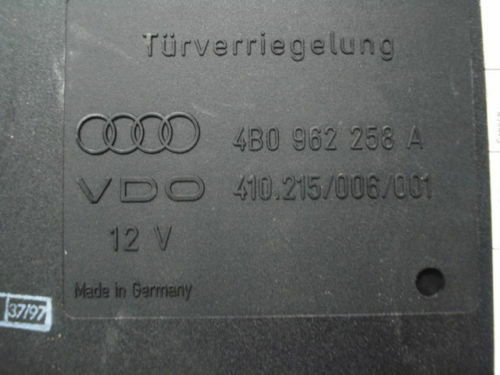 Türverriegelung
4B0 962 258 A
VDO 410.215/006/001
12 V
Made in Germany
37/97